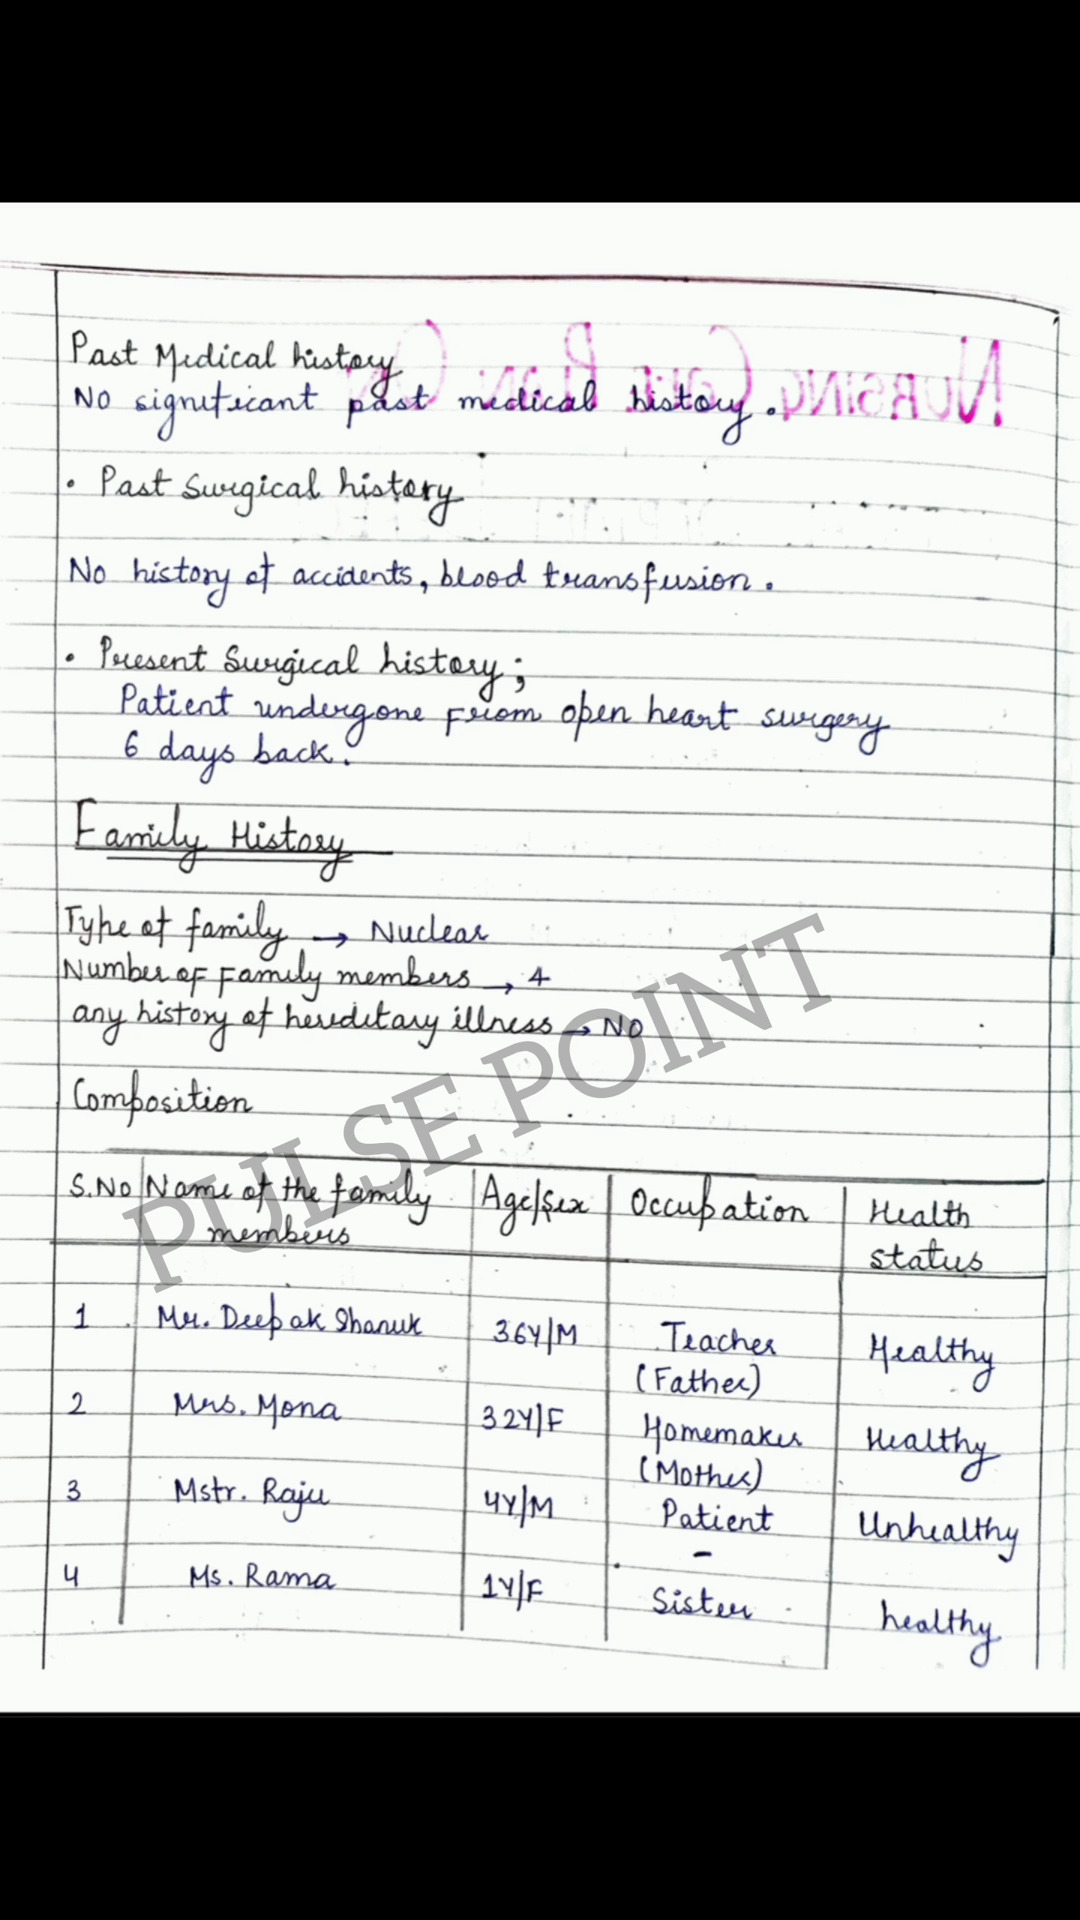 Past Medical history
No significant past medical history.
• Past Surgical history
No history of accidents, blood transfusion.
• Present Surgical history;
Patient undergone from open heart surgery
6 days back.
Family History
Type of family → Nuclear
Number of Family members → 4
any history of hereditary illness → NO
Composition
S.No Name of the family members Age/Sex Occupation Health status
1 Mr. Deepak 36Y/M Teacher (Father) Healthy
2 Mrs. Mona 32Y/F Homemaker (Mother) Healthy
3 Mstr. Raju 4Y/M Patient - Unhealthy
4 Ms. Rama 1Y/F Sister healthy
PULSE POINT